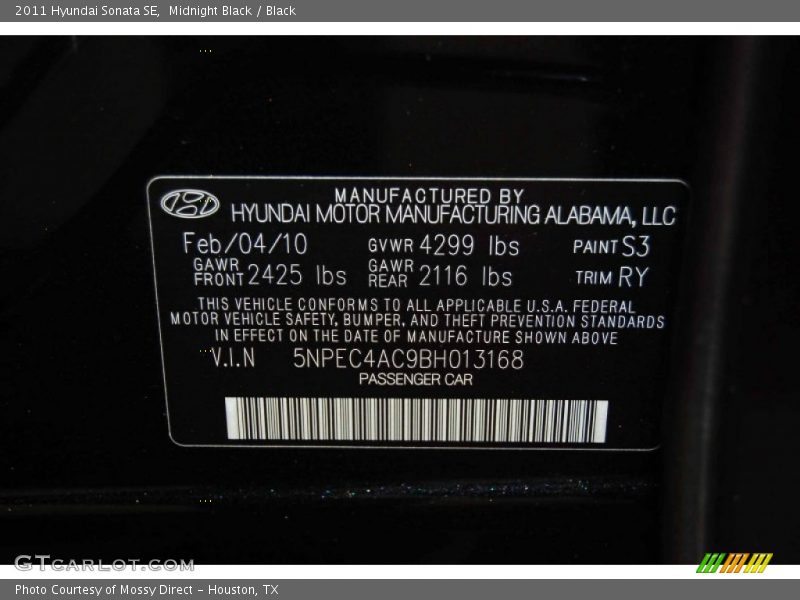 2011 Hyundai Sonata SE,  Midnight Black / Black
MANUFACTURED BY
HYUNDAI MOTOR MANUFACTURING ALABAMA, LLC
Feb/04/10 GVWR 4299 lbs PAINT S3
GAWR FRONT 2425 lbs GAWR REAR 2116 lbs TRIM RY
THIS VEHICLE CONFORMS TO ALL APPLICABLE U.S.A. FEDERAL
MOTOR VEHICLE SAFETY, BUMPER, AND THEFT PREVENTION STANDARDS
IN EFFECT ON THE DATE OF MANUFACTURE SHOWN ABOVE
V.I.N 5NPEC4AC9BH013168
PASSENGER CAR
GTCARLOT.COM
Photo Courtesy of Mossy Direct - Houston, TX